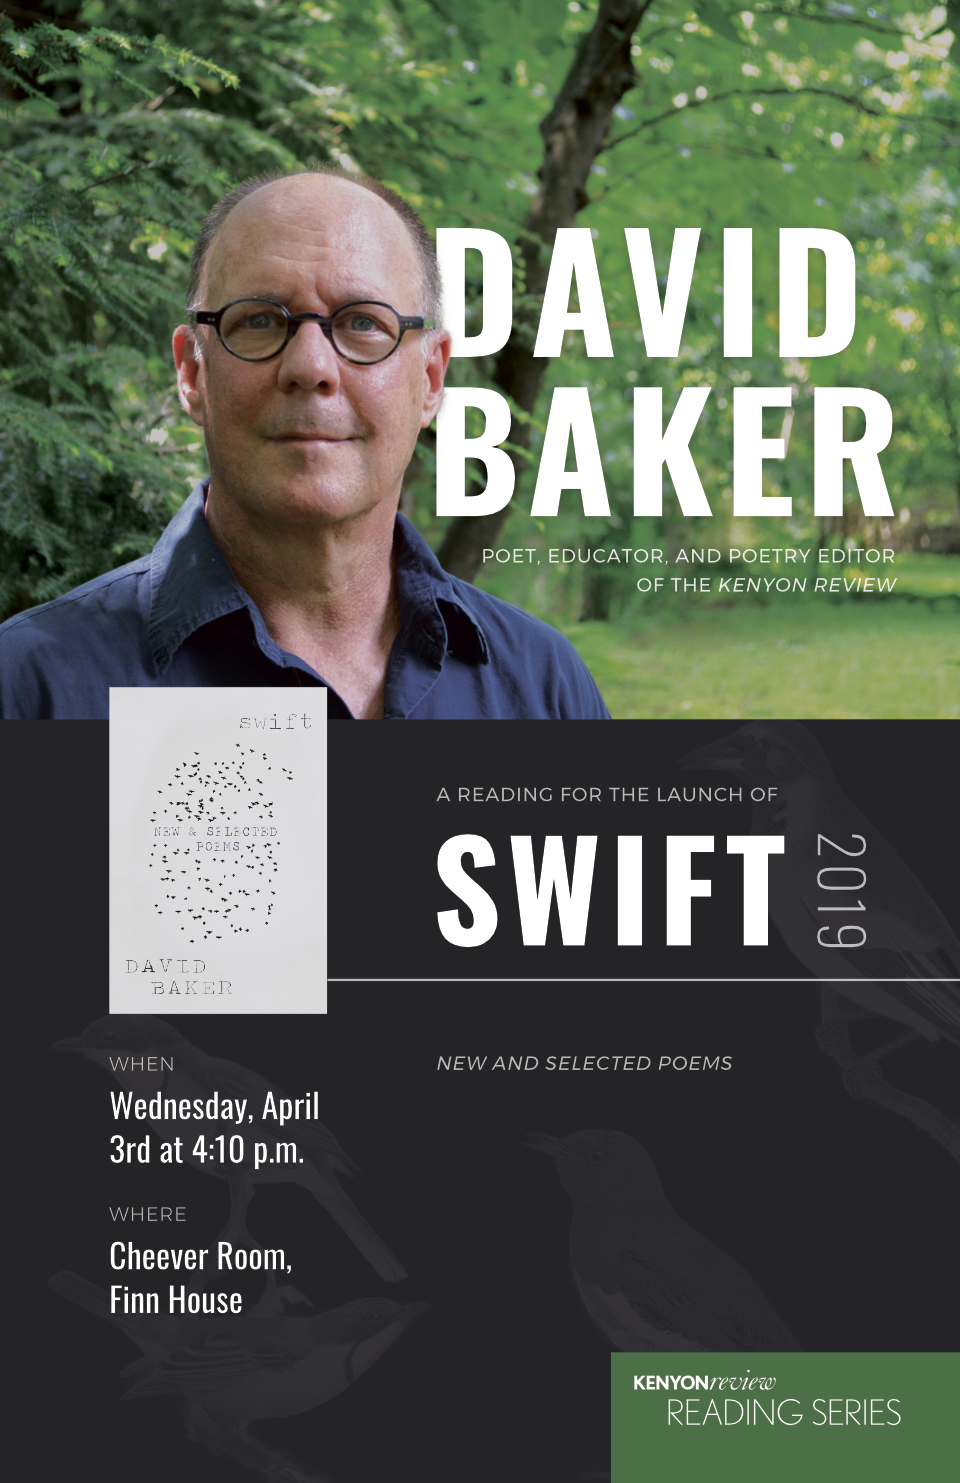 DAVID
BAKER
POET, EDUCATOR, AND POETRY EDITOR
OF THE KENYON REVIEW
swift
NEW & SELECTED
POEMS
DAVID
BAKER
A READING FOR THE LAUNCH OF
SWIFT
2019
NEW AND SELECTED POEMS
WHEN
Wednesday, April
3rd at 4:10 p.m.
WHERE
Cheever Room,
Finn House
KENYONreview
READING SERIES